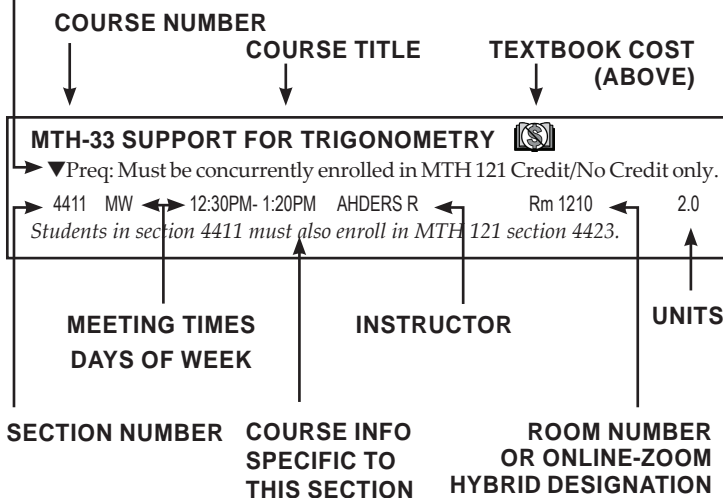 COURSE NUMBER
COURSE TITLE
TEXTBOOK COST
(ABOVE)
MTH-33 SUPPORT FOR TRIGONOMETRY
▼Preq: Must be concurrently enrolled in MTH 121 Credit/No Credit only.
4411 MW 12:30PM- 1:20PM AHDERS R Rm 1210 2.0
Students in section 4411 must also enroll in MTH 121 section 4423.
MEETING TIMES
DAYS OF WEEK
INSTRUCTOR
UNITS
SECTION NUMBER
COURSE INFO
SPECIFIC TO
THIS SECTION
ROOM NUMBER
OR ONLINE-ZOOM
HYBRID DESIGNATION